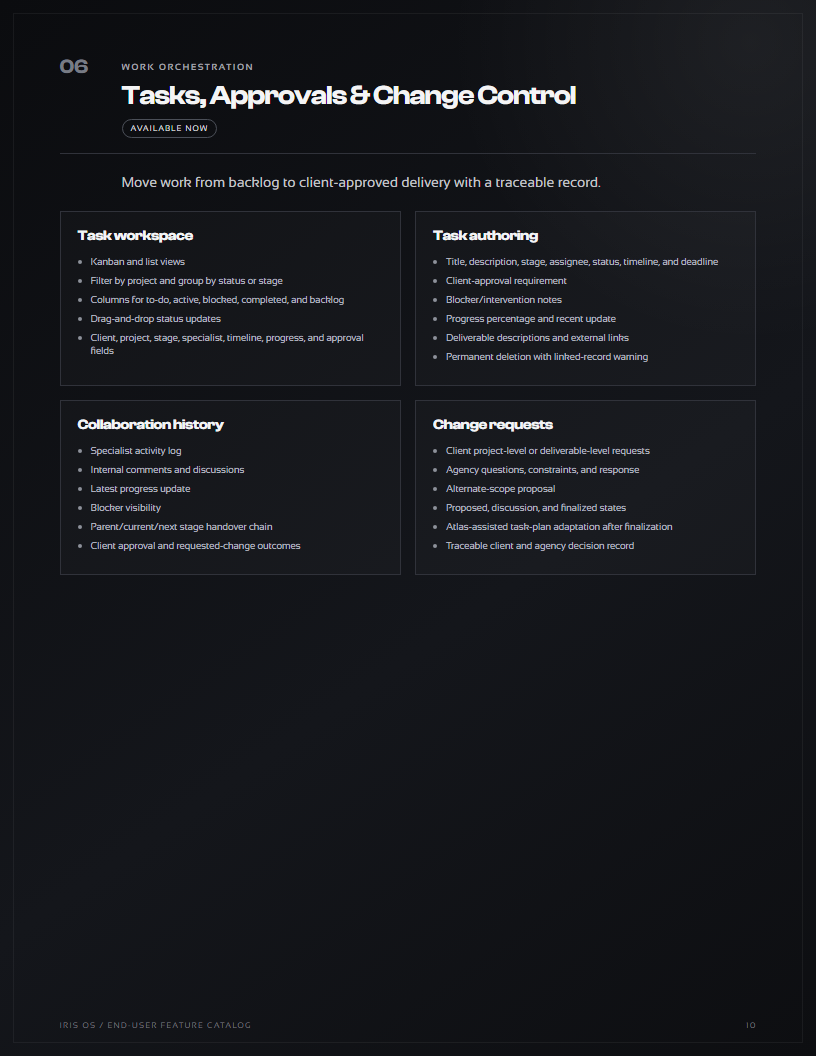 06
WORK ORCHESTRATION
Tasks, Approvals & Change Control
AVAILABLE NOW
Move work from backlog to client-approved delivery with a traceable record.
Task workspace
Kanban and list views
Filter by project and group by status or stage
Columns for to-do, active, blocked, completed, and backlog
Drag-and-drop status updates
Client, project, stage, specialist, timeline, progress, and approval
fields
Task authoring
Title, description, stage, assignee, status, timeline, and deadline
Client-approval requirement
Blocker/intervention notes
Progress percentage and recent update
Deliverable descriptions and external links
Permanent deletion with linked-record warning
Collaboration history
Specialist activity log
Internal comments and discussions
Latest progress update
Blocker visibility
Parent/current/next stage handover chain
Client approval and requested-change outcomes
Change requests
Client project-level or deliverable-level requests
Agency questions, constraints, and response
Alternate-scope proposal
Proposed, discussion, and finalized states
Atlas-assisted task-plan adaptation after finalization
Traceable client and agency decision record
IRIS OS / END-USER FEATURE CATALOG
10